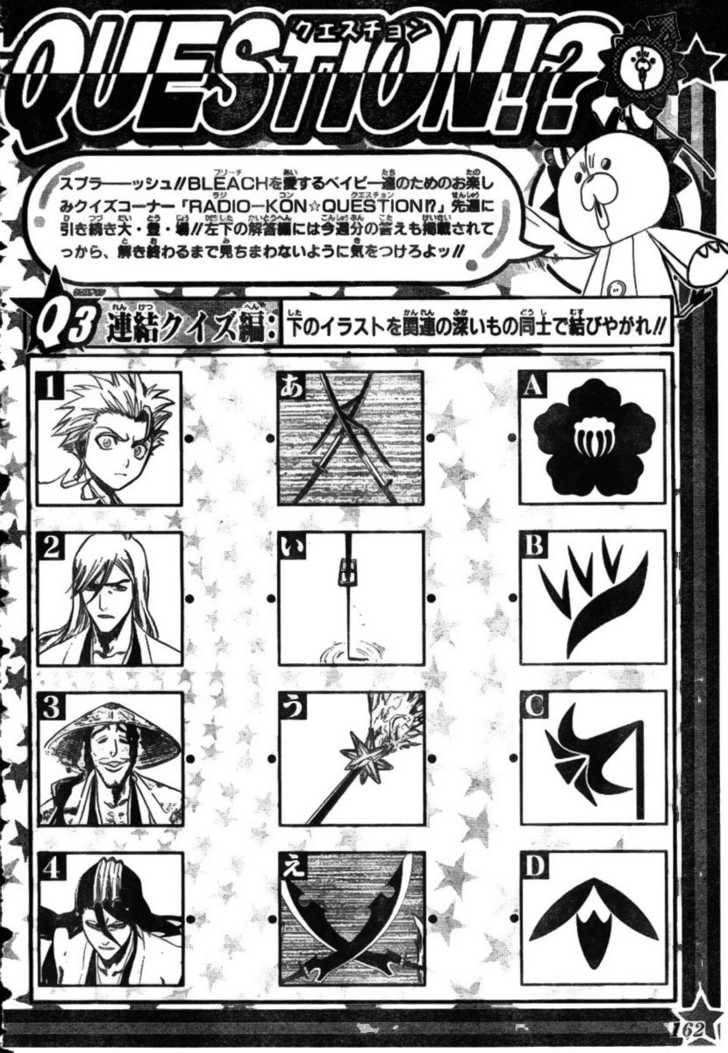 QUESTION!?
クエスチョン
スプラ――ッシュ!!BLEACHを愛するベイビー達のためのお楽し
みクイズコーナー「RADIO−KON☆QUESTION!?」先週に
引き続き大・登・場!!左下の解答編には今週分の答えも掲載されて
っから、解き終わるまで見ちまわないように気をつけろよッ!!
Q3 連結クイズ編: 下のイラストを関連の深いもの同士で結びやがれ!!
1 あ A
2 い B
3 う C
4 え D
162